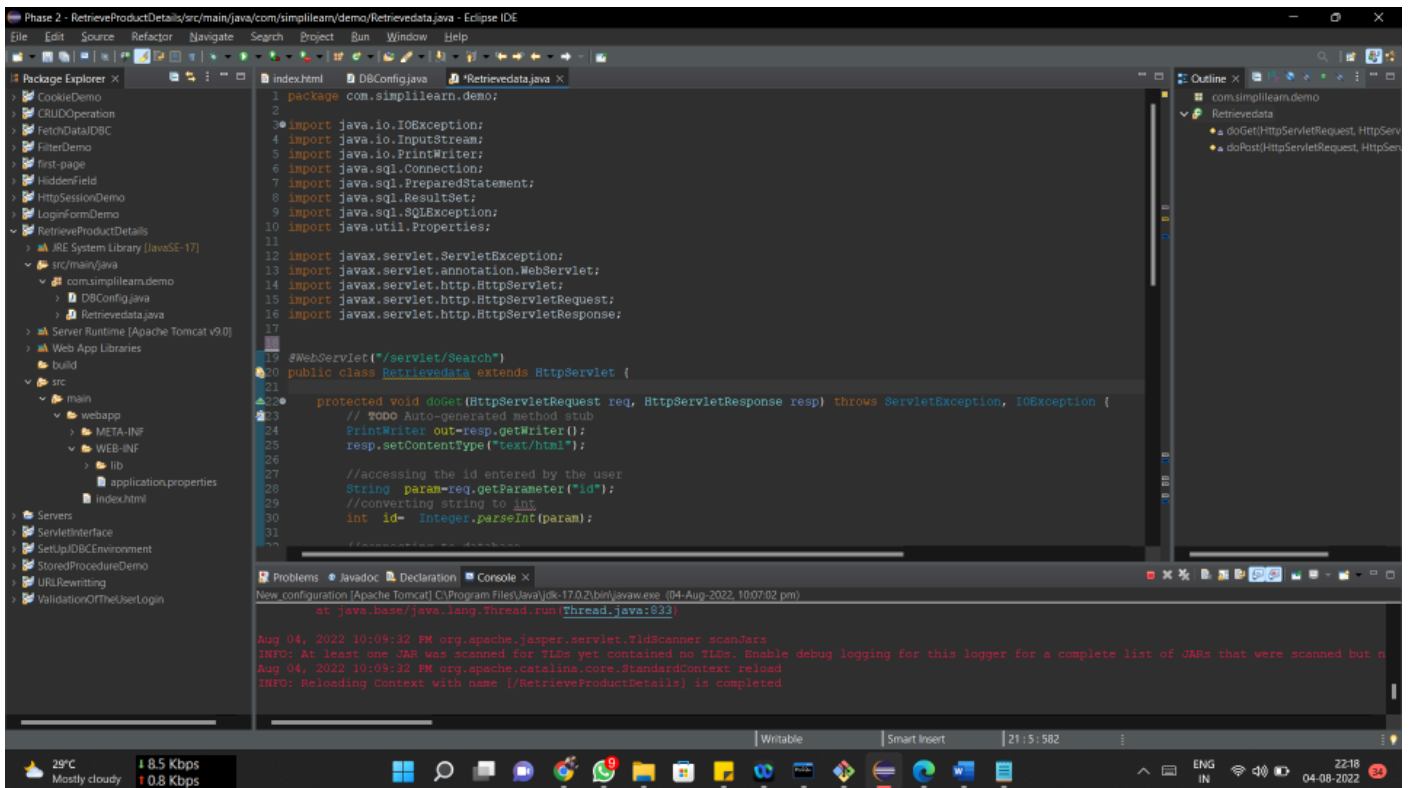 Phase 2 - RetrieveProductDetails/src/main/java/com/simplilearn/demo/Retrievedata.java - Eclipse IDE
File Edit Source Refactor Navigate Search Project Run Window Help
Package Explorer
CookieDemo
CRUDOperation
FetchDataJDBC
FilterDemo
first-page
HiddenField
HttpSessionDemo
LoginFormDemo
RetrieveProductDetails
JRE System Library [JavaSE-17]
src/main/java
com.simplilearn.demo
DBConfig.java
Retrievedata.java
Server Runtime [Apache Tomcat v9.0]
Web App Libraries
build
src
main
webapp
META-INF
WEB-INF
lib
application.properties
index.html
Servers
ServletInterface
SetUpJDBCEnvironment
StoredProcedureDemo
URLRewritting
ValidationOfTheUserLogin
index.html DBConfig.java *Retrievedata.java
1 package com.simplilearn.demo;
2
3 import java.io.IOException;
4 import java.io.InputStream;
5 import java.io.PrintWriter;
6 import java.sql.Connection;
7 import java.sql.PreparedStatement;
8 import java.sql.ResultSet;
9 import java.sql.SQLException;
10 import java.util.Properties;
11
12 import javax.servlet.ServletException;
13 import javax.servlet.annotation.WebServlet;
14 import javax.servlet.http.HttpServlet;
15 import javax.servlet.http.HttpServletRequest;
16 import javax.servlet.http.HttpServletResponse;
17
18
19 @WebServlet("/servlet/Search")
20 public class Retrievedata extends HttpServlet {
21
22 protected void doGet(HttpServletRequest req, HttpServletResponse resp) throws ServletException, IOException {
23 // TODO Auto-generated method stub
24 PrintWriter out=resp.getWriter();
25 resp.setContentType("text/html");
26
27 //accessing the id entered by the user
28 String param=req.getParameter("id");
29 //converting string to int
30 int id= Integer.parseInt(param);
31
32 //connecting to database
Outline
com.simplilearn.demo
Retrievedata
doGet(HttpServletRequest, HttpServ
doPost(HttpServletRequest, HttpServ
Problems Javadoc Declaration Console
New_configuration [Apache Tomcat] C:\Program Files\Java\jdk-17.0.2\bin\javaw.exe (04-Aug-2022, 10:07:02 pm)
at java.base/java.lang.Thread.run(Thread.java:833)
Aug 04, 2022 10:09:32 PM org.apache.jasper.servlet.TldScanner scanJars
INFO: At least one JAR was scanned for TLDs yet contained no TLDs. Enable debug logging for this logger for a complete list of JARs that were scanned but n
Aug 04, 2022 10:09:32 PM org.apache.catalina.core.StandardContext reload
INFO: Reloading Context with name [/RetrieveProductDetails] is completed
Writable Smart Insert 21 : 5 : 582
29°C
Mostly cloudy
8.5 Kbps
0.8 Kbps
9
ENG
IN
22:18
04-08-2022
34